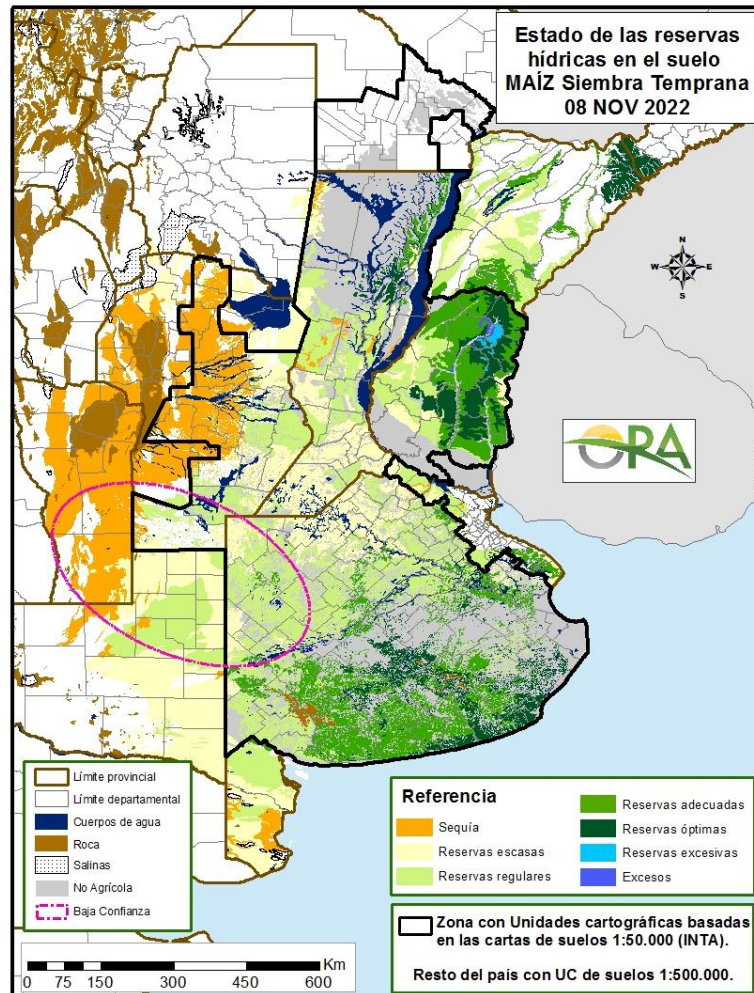 Estado de las reservas
hídricas en el suelo
MAÍZ Siembra Temprana
08 NOV 2022
N
W
E
S
OPA
Límite provincial
Límite departamental
Cuerpos de agua
Roca
Salinas
No Agrícola
Baja Confianza
Referencia
Sequía
Reservas escasas
Reservas regulares
Reservas adecuadas
Reservas óptimas
Reservas excesivas
Excesos
Zona con Unidades cartográficas basadas
en las cartas de suelos 1:50.000 (INTA).
Resto del país con UC de suelos 1:500.000.
0 75 150 300 450 600 Km